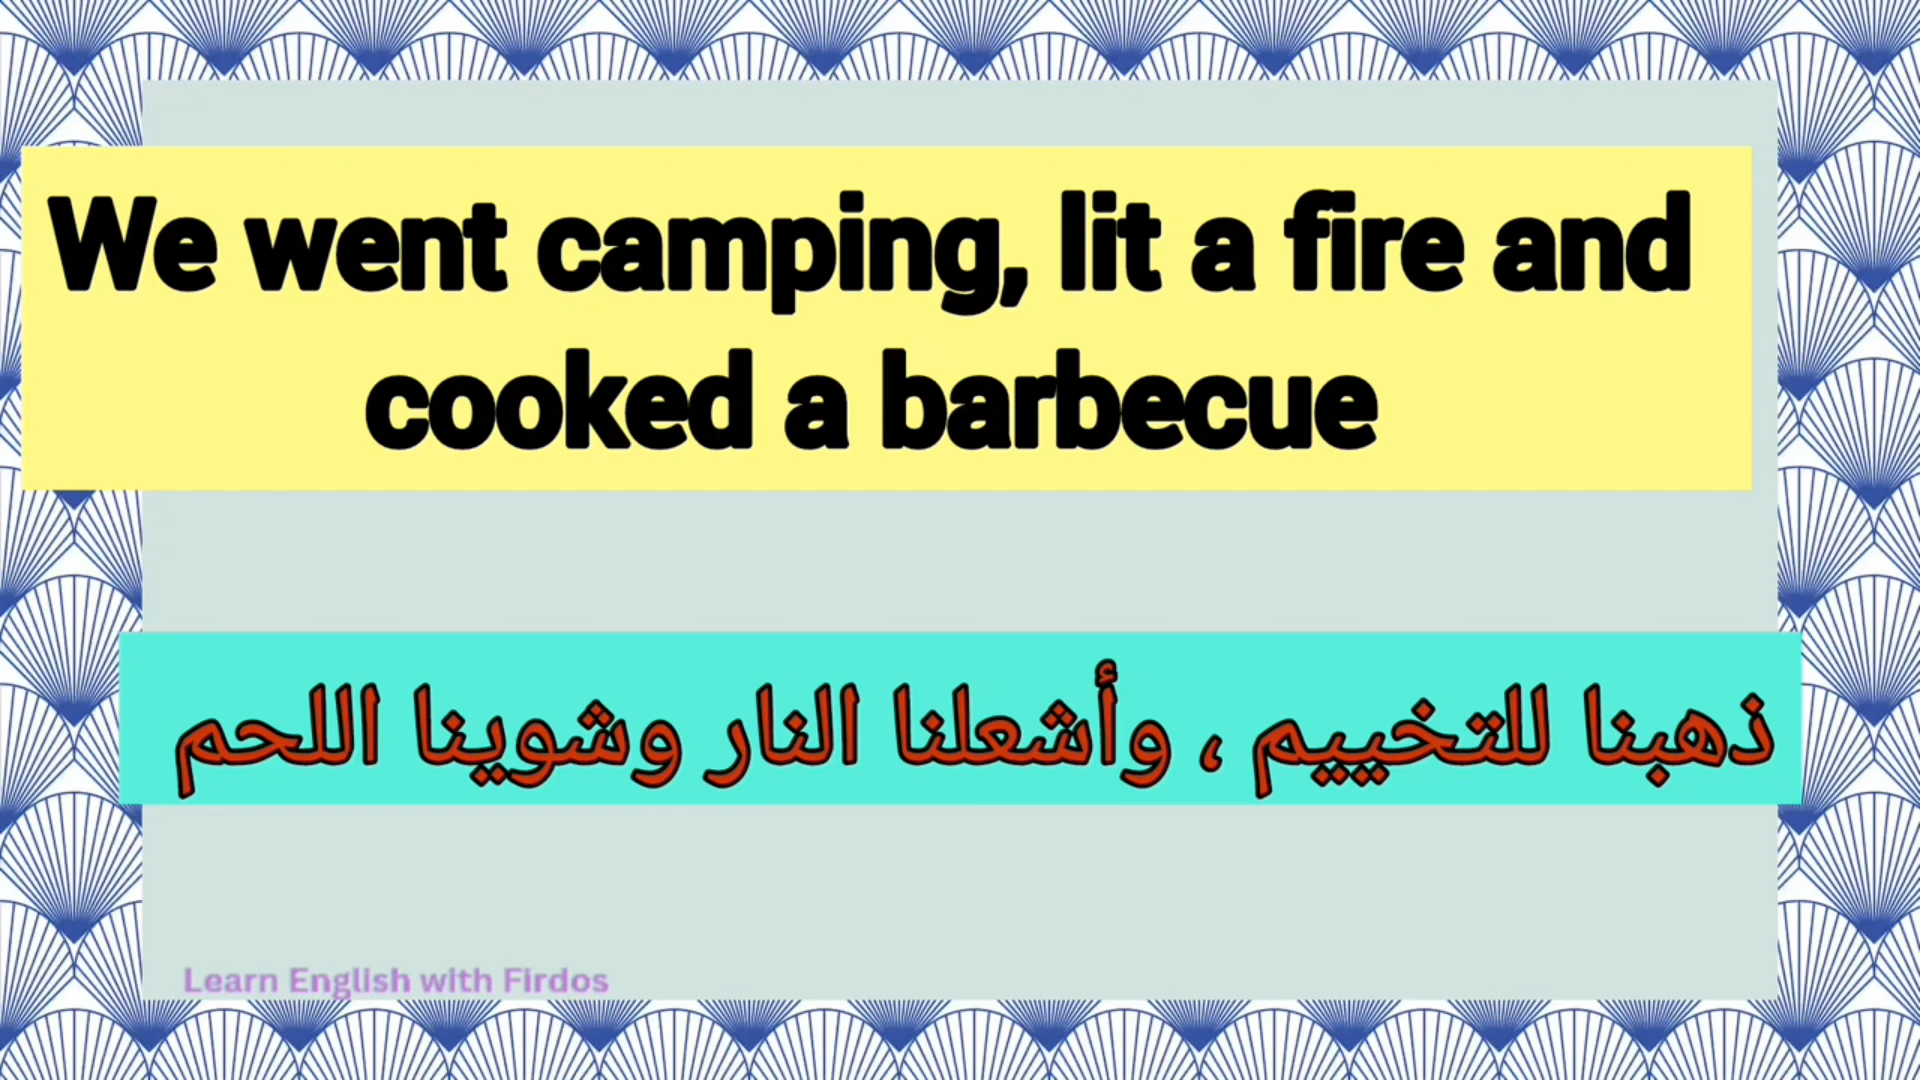 We went camping, lit a fire and
cooked a barbecue
ذهبنا للتخييم ، وأشعلنا النار وشوينا اللحم
Learn English with Firdos